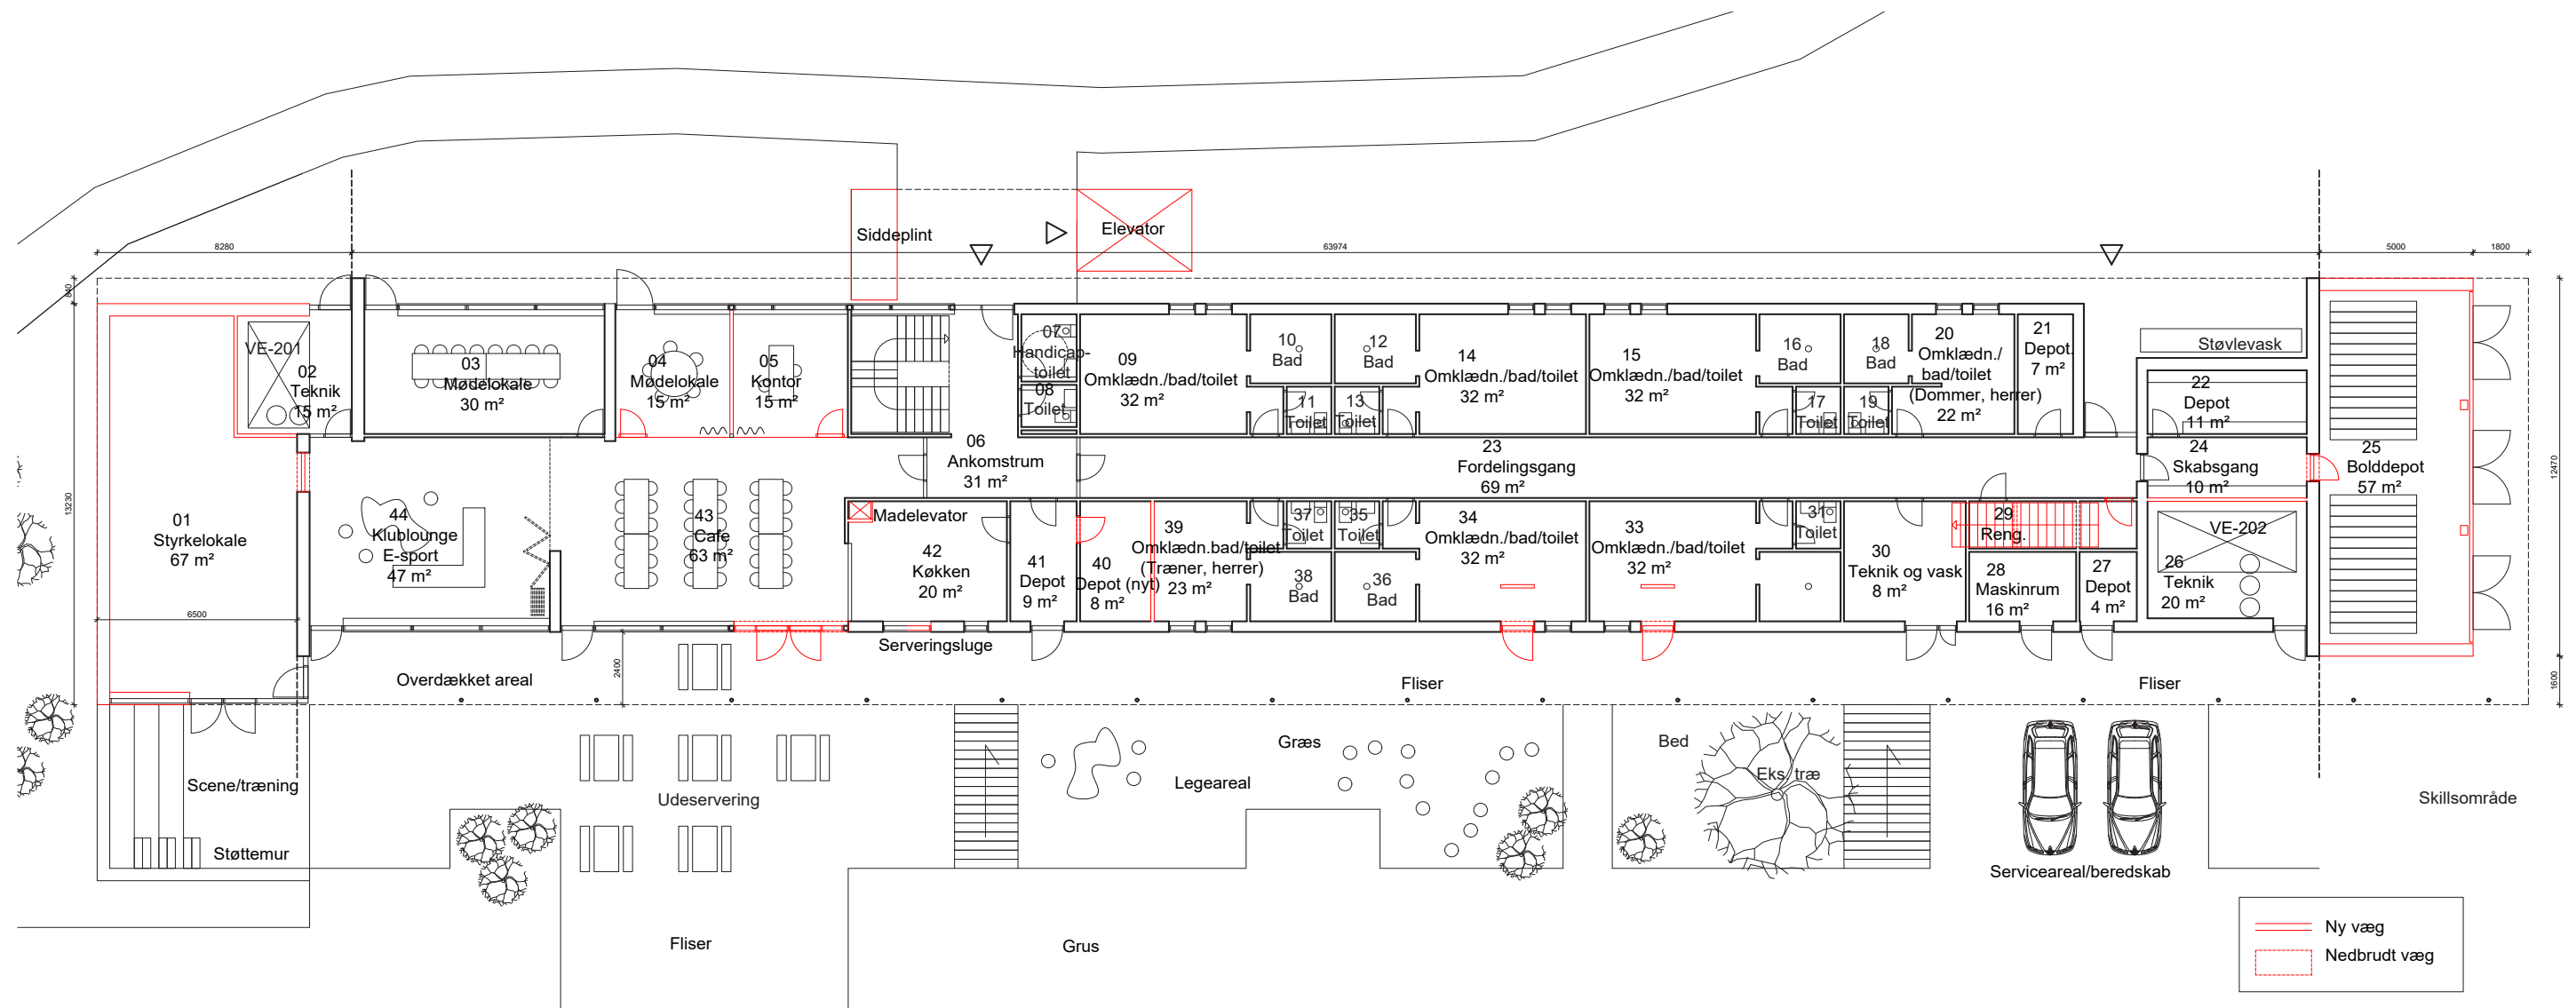 Siddeplint
Elevator
8280
63974
5000
1800
840
13230
12470
1600
6500
2400
VE-201
02
Teknik
15 m²
03
Mødelokale
30 m²
04
Mødelokale
15 m²
05
Kontor
15 m²
07
Handicap-
toilet
08
Toilet
09
Omklædn./bad/toilet
32 m²
10
Bad
11
Toilet
12
Bad
13
Toilet
14
Omklædn./bad/toilet
32 m²
15
Omklædn./bad/toilet
32 m²
16
Bad
17
Toilet
18
Bad
19
Toilet
20
Omklædn./
bad/toilet
(Dommer, herrer)
22 m²
21
Depot.
7 m²
Støvlevask
22
Depot
11 m²
06
Ankomstrum
31 m²
23
Fordelingsgang
69 m²
24
Skabsgang
10 m²
25
Bolddepot
57 m²
01
Styrkelokale
67 m²
44
Klublounge
E-sport
47 m²
43
Cafe
63 m²
Madelevator
42
Køkken
20 m²
41
Depot
9 m²
40
Depot (nyt)
8 m²
39
Omklædn.bad/toilet
(Træner, herrer)
23 m²
37
Toilet
38
Bad
35
Toilet
36
Bad
34
Omklædn./bad/toilet
32 m²
33
Omklædn./bad/toilet
32 m²
31
Toilet
30
Teknik og vask
8 m²
29
Reng.
28
Maskinrum
16 m²
27
Depot
4 m²
VE-202
26
Teknik
20 m²
Serveringsluge
Overdækket areal
Fliser
Fliser
Scene/træning
Støttemur
Udeservering
Græs
Legeareal
Bed
Eks. træ
Skillsområde
Serviceareal/beredskab
Fliser
Grus
Ny væg
Nedbrudt væg